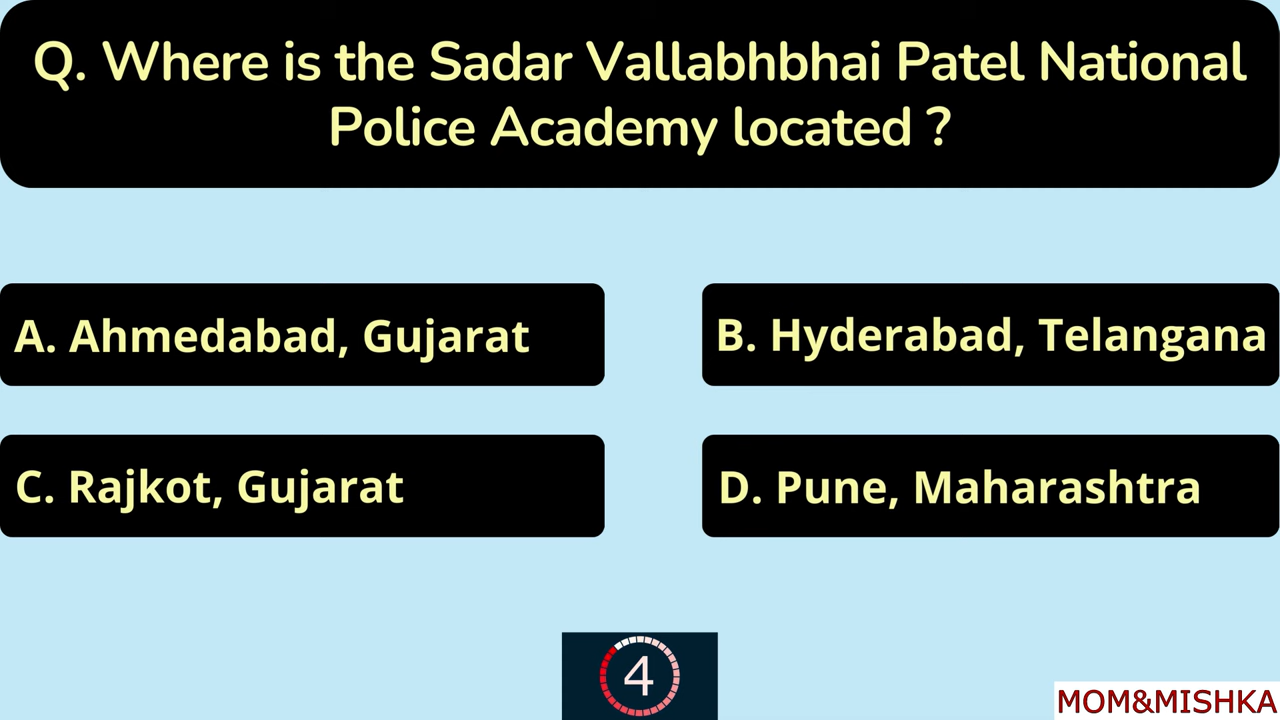 Q. Where is the Sadar Vallabhbhai Patel National
Police Academy located ?
A. Ahmedabad, Gujarat
B. Hyderabad, Telangana
C. Rajkot, Gujarat
D. Pune, Maharashtra
4
MOM&MISHKA